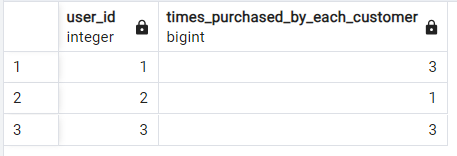 user_id times_purchased_by_each_customer
integer bigint
1 1 3
2 2 1
3 3 3